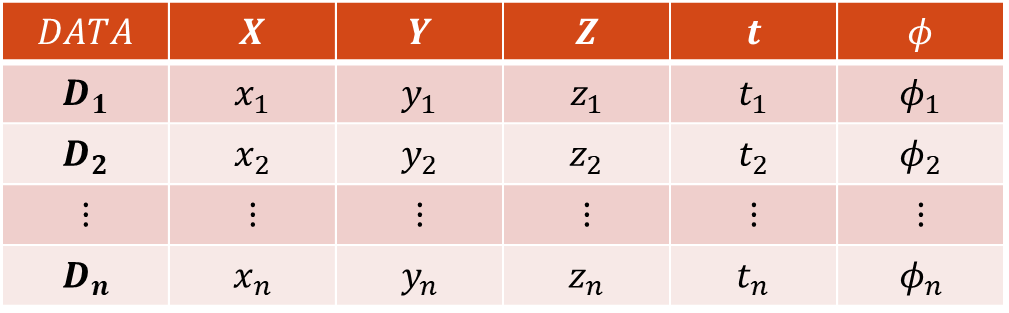 DATA X Y Z t ϕ
D₁ x₁ y₁ z₁ t₁ ϕ₁
D₂ x₂ y₂ z₂ t₂ ϕ₂
⋮ ⋮ ⋮ ⋮ ⋮ ⋮
Dₙ xₙ yₙ zₙ tₙ ϕₙ